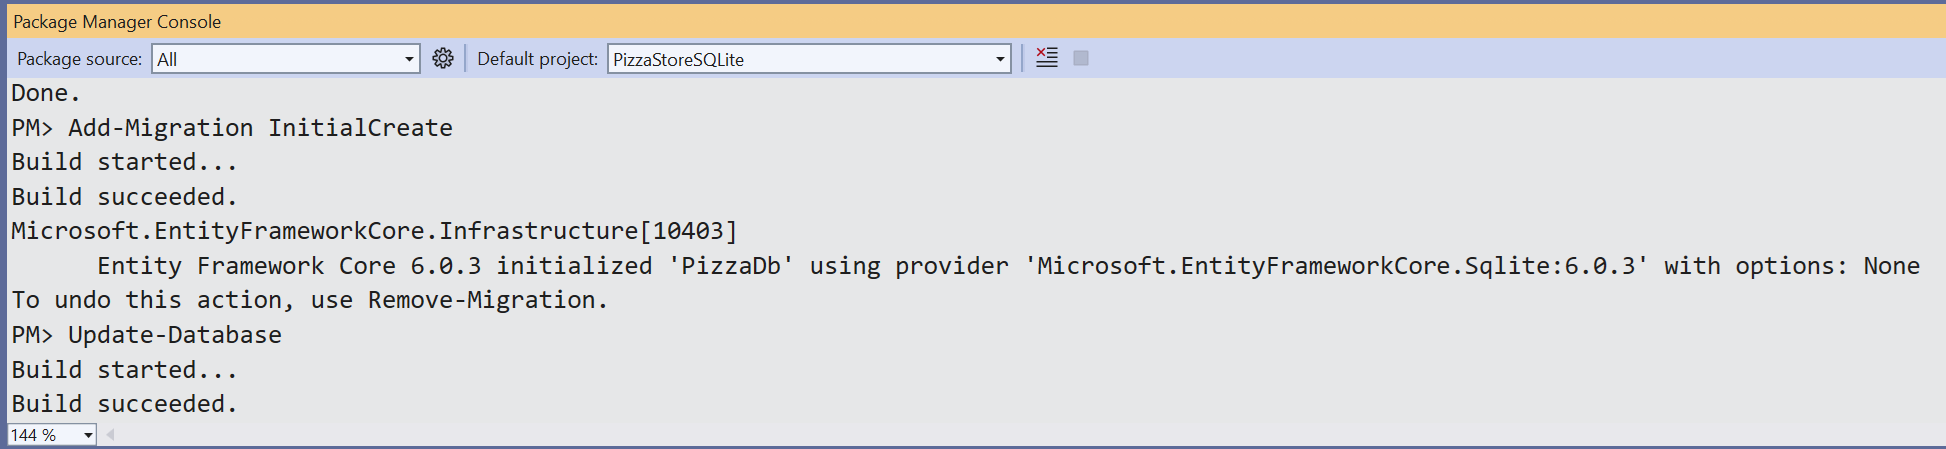 Package Manager Console
Package source: All Default project: PizzaStoreSQLite
Done.
PM> Add-Migration InitialCreate
Build started...
Build succeeded.
Microsoft.EntityFrameworkCore.Infrastructure[10403]
      Entity Framework Core 6.0.3 initialized 'PizzaDb' using provider 'Microsoft.EntityFrameworkCore.Sqlite:6.0.3' with options: None
To undo this action, use Remove-Migration.
PM> Update-Database
Build started...
Build succeeded.
144 %